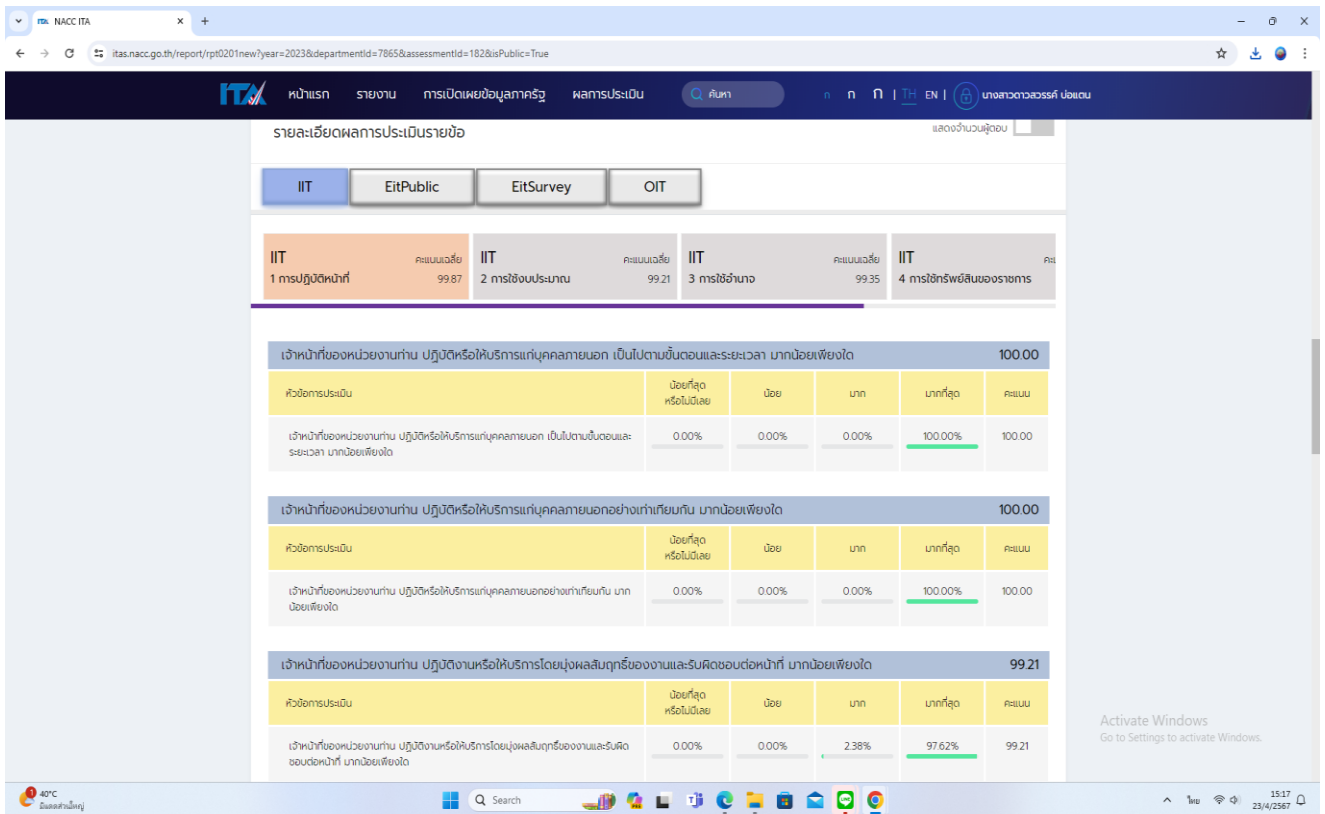 NACC ITA
itas.nacc.go.th/report/rpt0201new?year=2023&departmentId=7865&assessmentId=182&isPublic=True
ITA หน้าแรก รายงาน การเปิดเผยข้อมูลภาครัฐ ผลการประเมิน ค้นหา ก ก ก | TH EN | นางสาวดาวสวรรค์ บ่อแตน
รายละเอียดผลการประเมินรายข้อ แสดงจำนวนผู้ตอบ
IIT EitPublic EitSurvey OIT
IIT คะแนนเฉลี่ย IIT คะแนนเฉลี่ย IIT คะแนนเฉลี่ย IIT
1 การปฏิบัติหน้าที่ 99.87 2 การใช้งบประมาณ 99.21 3 การใช้อำนาจ 99.35 4 การใช้ทรัพย์สินของราชการ
เจ้าหน้าที่ของหน่วยงานท่าน ปฏิบัติหรือให้บริการแก่บุคคลภายนอก เป็นไปตามขั้นตอนและระยะเวลา มากน้อยเพียงใด 100.00
หัวข้อการประเมิน น้อยที่สุด หรือไม่มีเลย น้อย มาก มากที่สุด คะแนน
เจ้าหน้าที่ของหน่วยงานท่าน ปฏิบัติหรือให้บริการแก่บุคคลภายนอก เป็นไปตามขั้นตอนและ 0.00% 0.00% 0.00% 100.00% 100.00
ระยะเวลา มากน้อยเพียงใด
เจ้าหน้าที่ของหน่วยงานท่าน ปฏิบัติหรือให้บริการแก่บุคคลภายนอกอย่างเท่าเทียมกัน มากน้อยเพียงใด 100.00
หัวข้อการประเมิน น้อยที่สุด หรือไม่มีเลย น้อย มาก มากที่สุด คะแนน
เจ้าหน้าที่ของหน่วยงานท่าน ปฏิบัติหรือให้บริการแก่บุคคลภายนอกอย่างเท่าเทียมกัน มาก 0.00% 0.00% 0.00% 100.00% 100.00
น้อยเพียงใด
เจ้าหน้าที่ของหน่วยงานท่าน ปฏิบัติงานหรือให้บริการโดยมุ่งผลสัมฤทธิ์ของงานและรับผิดชอบต่อหน้าที่ มากน้อยเพียงใด 99.21
หัวข้อการประเมิน น้อยที่สุด หรือไม่มีเลย น้อย มาก มากที่สุด คะแนน
เจ้าหน้าที่ของหน่วยงานท่าน ปฏิบัติงานหรือให้บริการโดยมุ่งผลสัมฤทธิ์ของงานและรับผิด 0.00% 0.00% 2.38% 97.62% 99.21
ชอบต่อหน้าที่ มากน้อยเพียงใด
Activate Windows
Go to Settings to activate Windows.
40°C
มีแดดส่วนใหญ่
Search
ไทย 15:17
23/4/2567